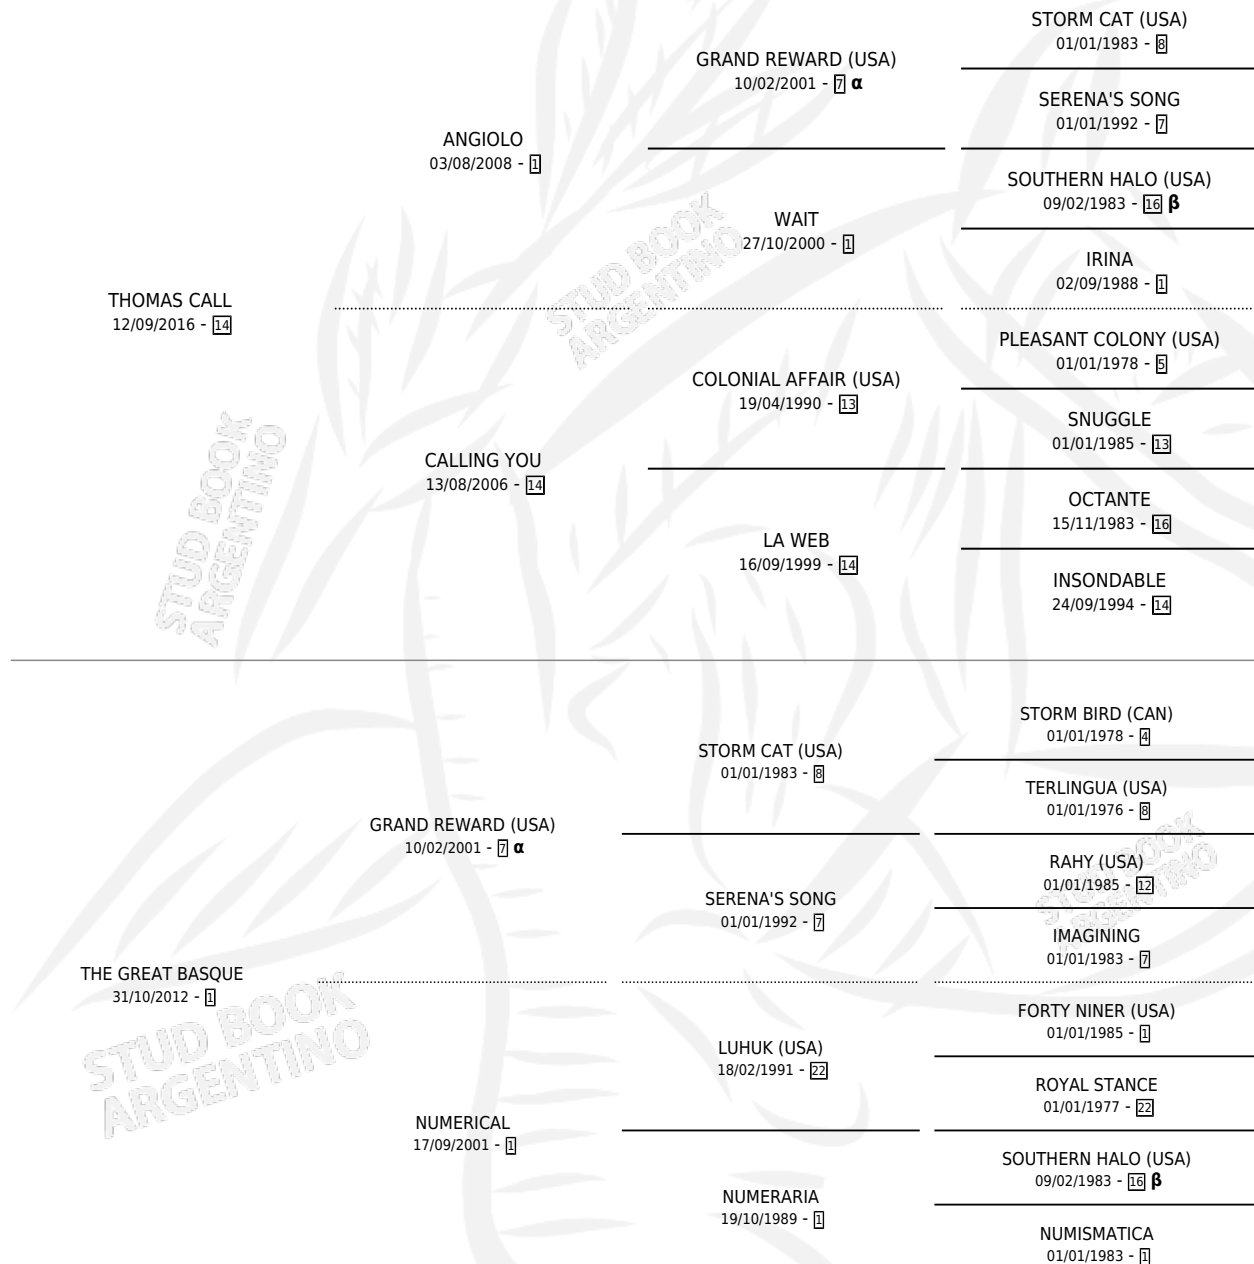 STORM CAT (USA)
01/01/1983 - 8
GRAND REWARD (USA)
10/02/2001 - 7 α
SERENA'S SONG
01/01/1992 - 7
ANGIOLO
03/08/2008 - 1
SOUTHERN HALO (USA)
09/02/1983 - 16 β
WAIT
27/10/2000 - 1
IRINA
02/09/1988 - 1
THOMAS CALL
12/09/2016 - 14
PLEASANT COLONY (USA)
01/01/1978 - 5
COLONIAL AFFAIR (USA)
19/04/1990 - 13
SNUGGLE
01/01/1985 - 13
CALLING YOU
13/08/2006 - 14
OCTANTE
15/11/1983 - 16
LA WEB
16/09/1999 - 14
INSONDABLE
24/09/1994 - 14
STORM BIRD (CAN)
01/01/1978 - 4
STORM CAT (USA)
01/01/1983 - 8
TERLINGUA (USA)
01/01/1976 - 8
GRAND REWARD (USA)
10/02/2001 - 7 α
RAHY (USA)
01/01/1985 - 12
SERENA'S SONG
01/01/1992 - 7
IMAGINING
01/01/1983 - 7
THE GREAT BASQUE
31/10/2012 - 1
FORTY NINER (USA)
01/01/1985 - 1
LUHUK (USA)
18/02/1991 - 22
ROYAL STANCE
01/01/1977 - 22
NUMERICAL
17/09/2001 - 1
SOUTHERN HALO (USA)
09/02/1983 - 16 β
NUMERARIA
19/10/1989 - 1
NUMISMATICA
01/01/1983 - 1
STUD BOOK
ARGENTINO
STUD BOOK
ARGENTINO
STUD BOOK
ARGENTINO
STUD BOOK
ARGENTINO